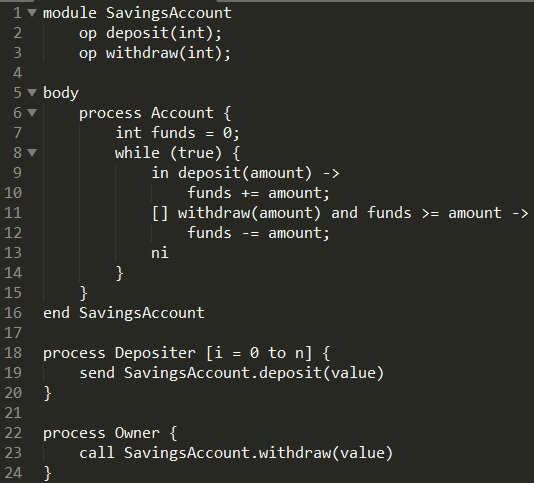 1 module SavingsAccount
2     op deposit(int);
3     op withdraw(int);
4
5 body
6     process Account {
7         int funds = 0;
8         while (true) {
9             in deposit(amount) ->
10                 funds += amount;
11             [] withdraw(amount) and funds >= amount ->
12                 funds -= amount;
13             ni
14         }
15     }
16 end SavingsAccount
17
18 process Depositer [i = 0 to n] {
19     send SavingsAccount.deposit(value)
20 }
21
22 process Owner {
23     call SavingsAccount.withdraw(value)
24 }